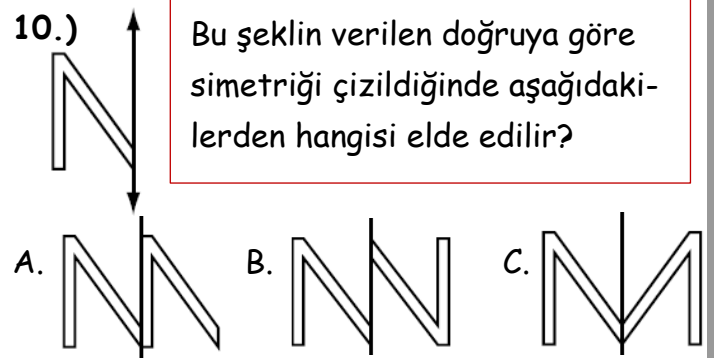 10.)
Bu şeklin verilen doğruya göre
simetriği çizildiğinde aşağıdaki-
lerden hangisi elde edilir?
A. B. C.